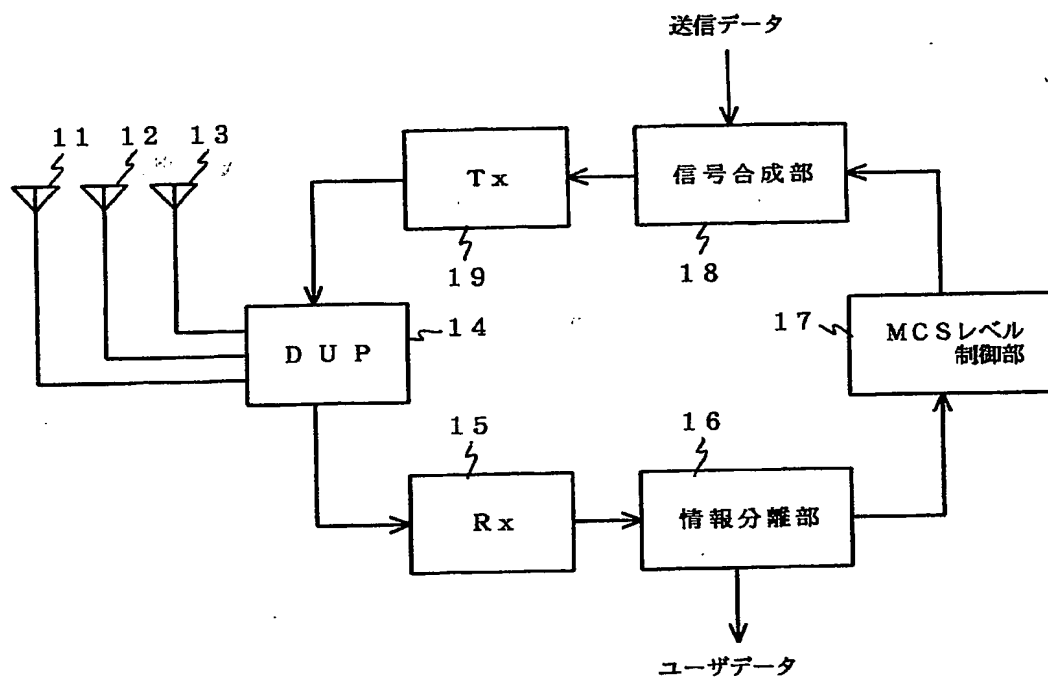 送信データ
11
12
13
Tx
信号合成部
19
18
DUP
14
17
MCSレベル
制御部
15
16
Rx
情報分離部
ユーザデータ